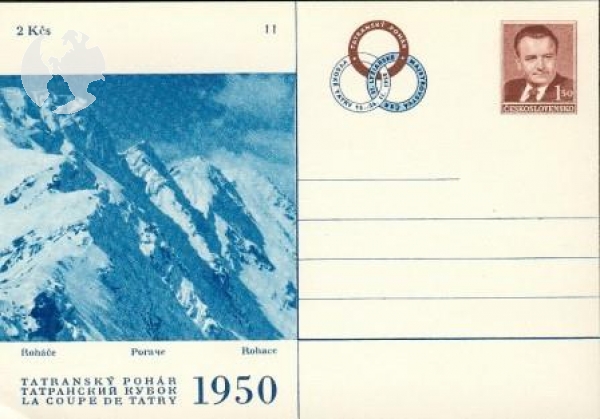 2 Kčs
11
TATRANSKÝ POHÁR
1 50
ČESKOSLOVENSKO
Roháče Рогаче Rohace
TATRANSKÝ POHÁR
ТАТРАНСКИЙ КУБОК
LA COUPE DE TATRY
1950